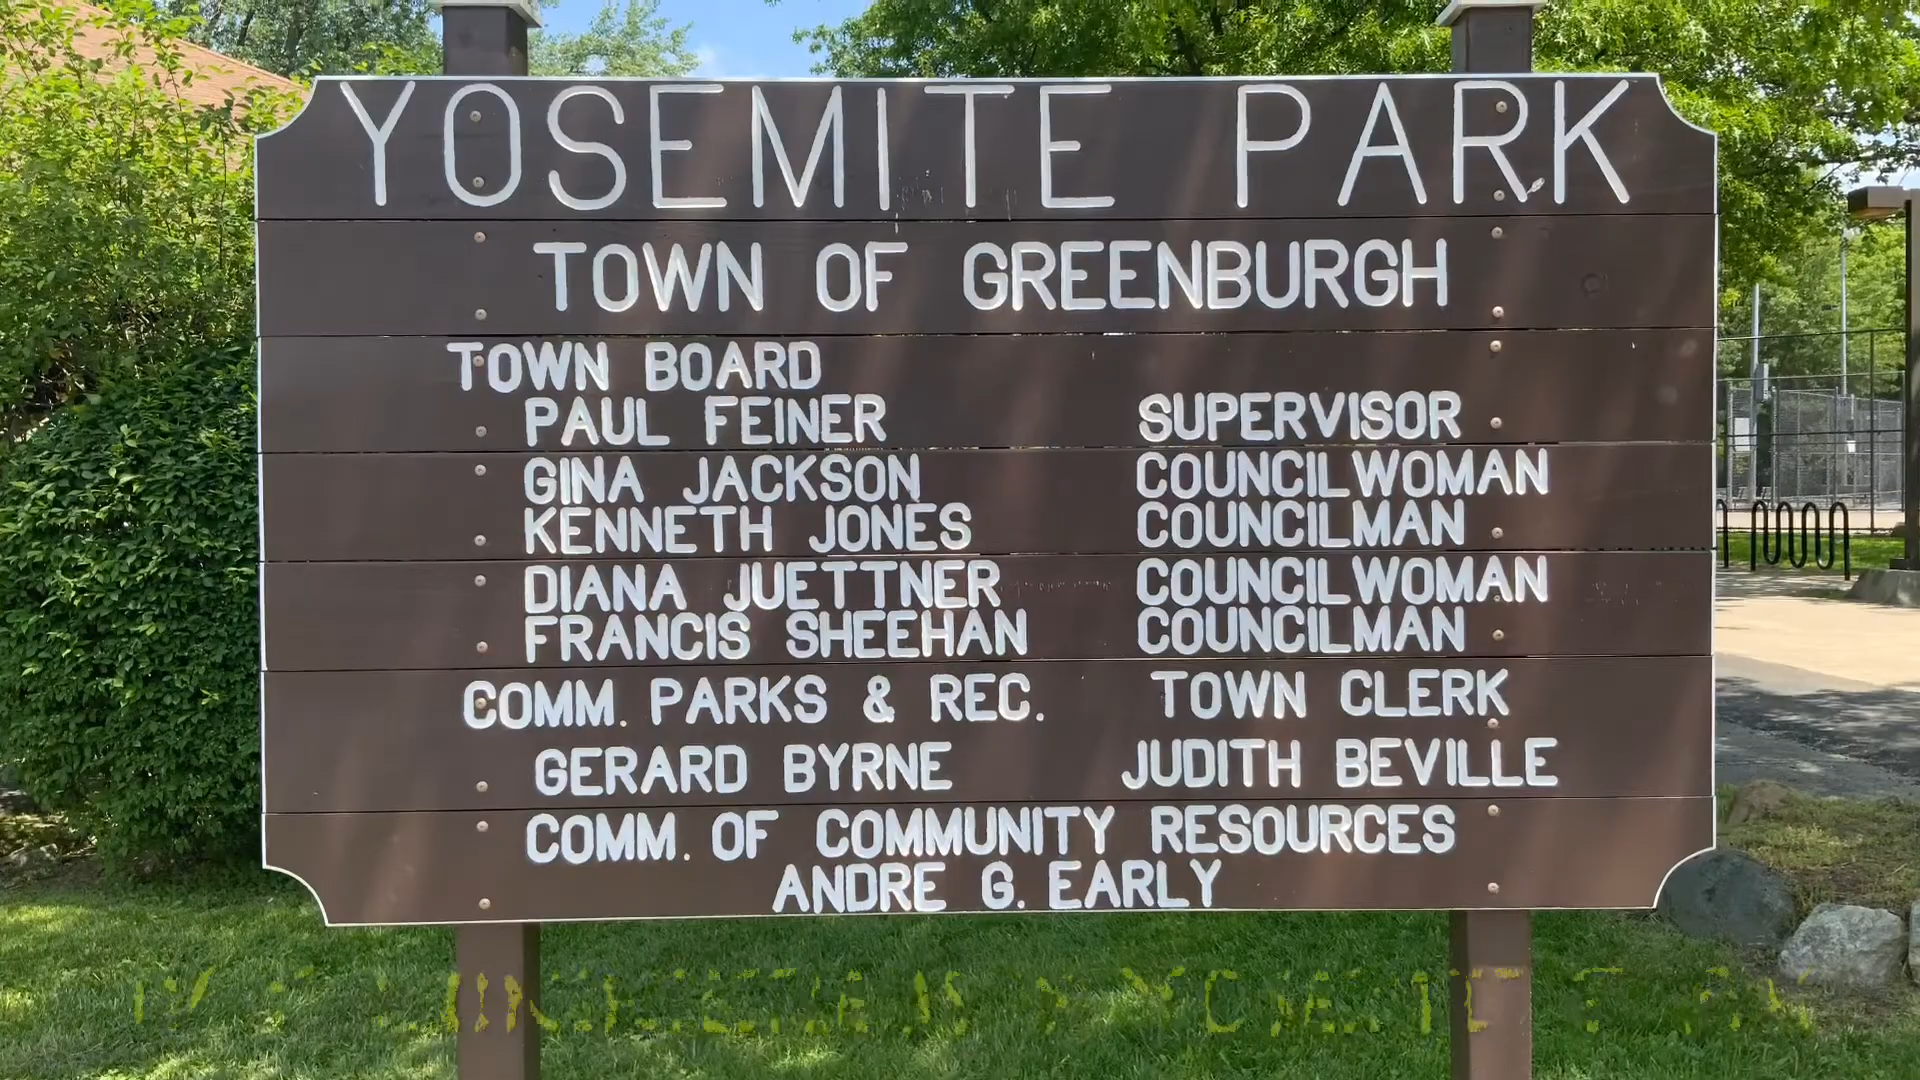 YOSEMITE PARK
TOWN OF GREENBURGH
TOWN BOARD
PAUL FEINER SUPERVISOR
GINA JACKSON COUNCILWOMAN
KENNETH JONES COUNCILMAN
DIANA JUETTNER COUNCILWOMAN
FRANCIS SHEEHAN COUNCILMAN
COMM. PARKS & REC. TOWN CLERK
GERARD BYRNE JUDITH BEVILLE
COMM. OF COMMUNITY RESOURCES
ANDRE G. EARLY